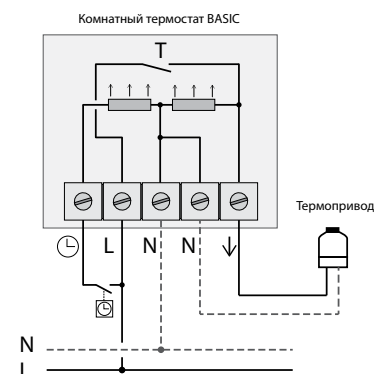 Комнатный термостат BASIC
T
L N N
Термопривод
N
L